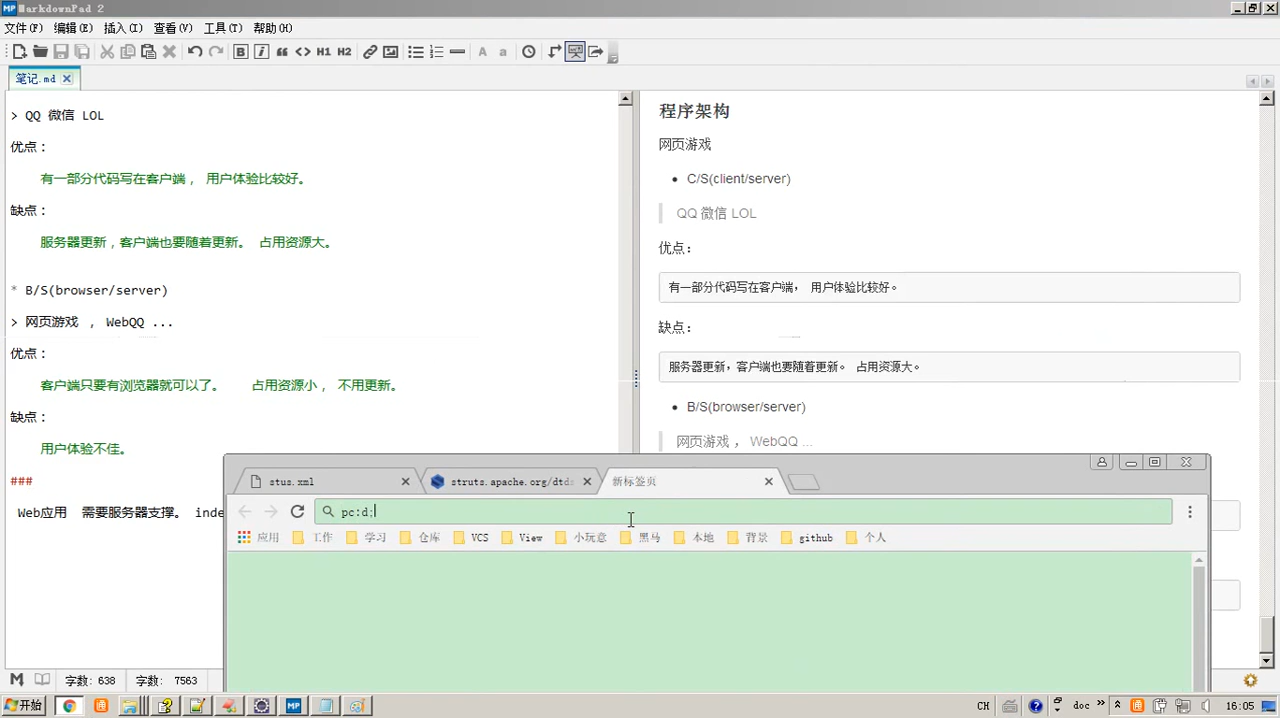 MarkdownPad 2
文件(F) 编辑(E) 插入(I) 查看(V) 工具(T) 帮助(H)
B i H1 H2 A a
笔记.md
> QQ 微信 LOL
优点：
有一部分代码写在客户端， 用户体验比较好。
缺点：
服务器更新，客户端也要随着更新。 占用资源大。
* B/S(browser/server)
> 网页游戏 ， WebQQ ...
优点：
客户端只要有浏览器就可以了。 占用资源小， 不用更新。
缺点：
用户体验不佳。
###
Web应用 需要服务器支撑。 inde
程序架构
网页游戏
• C/S(client/server)
QQ 微信 LOL
优点：
有一部分代码写在客户端， 用户体验比较好。
缺点：
服务器更新，客户端也要随着更新。 占用资源大。
• B/S(browser/server)
网页游戏 ， WebQQ ...
stus.xml
struts.apache.org/dtds
新标签页
pc:d:
应用 工作 学习 仓库 VCS View 小玩意 黑马 本地 背景 github 个人
字数: 638 字数: 7563
开始
CH
16:05